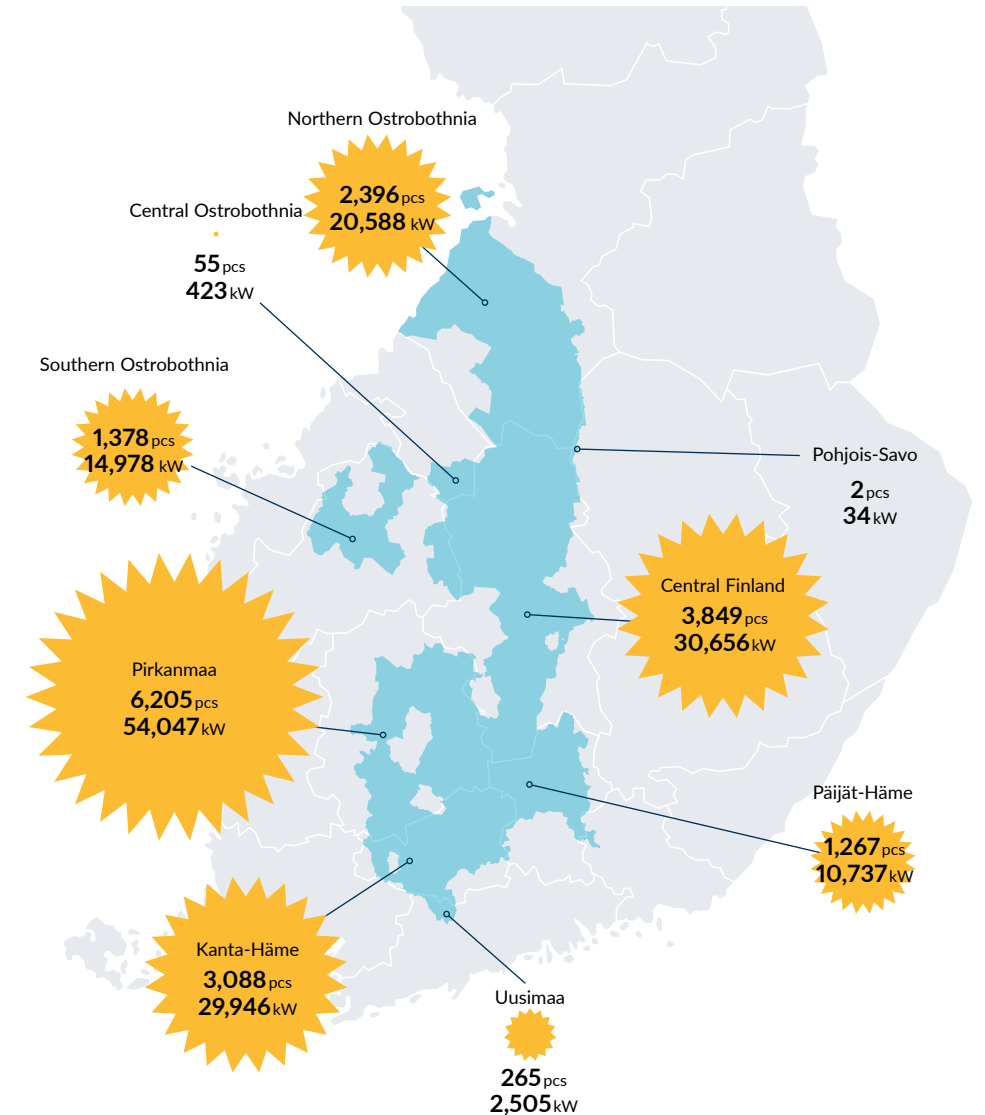 Northern Ostrobothnia
2,396 pcs
20,588 kW
Central Ostrobothnia
55 pcs
423 kW
Southern Ostrobothnia
1,378 pcs
14,978 kW
Pohjois-Savo
2 pcs
34 kW
Central Finland
3,849 pcs
30,656 kW
Pirkanmaa
6,205 pcs
54,047 kW
Päijät-Häme
1,267 pcs
10,737 kW
Kanta-Häme
3,088 pcs
29,946 kW
Uusimaa
265 pcs
2,505 kW